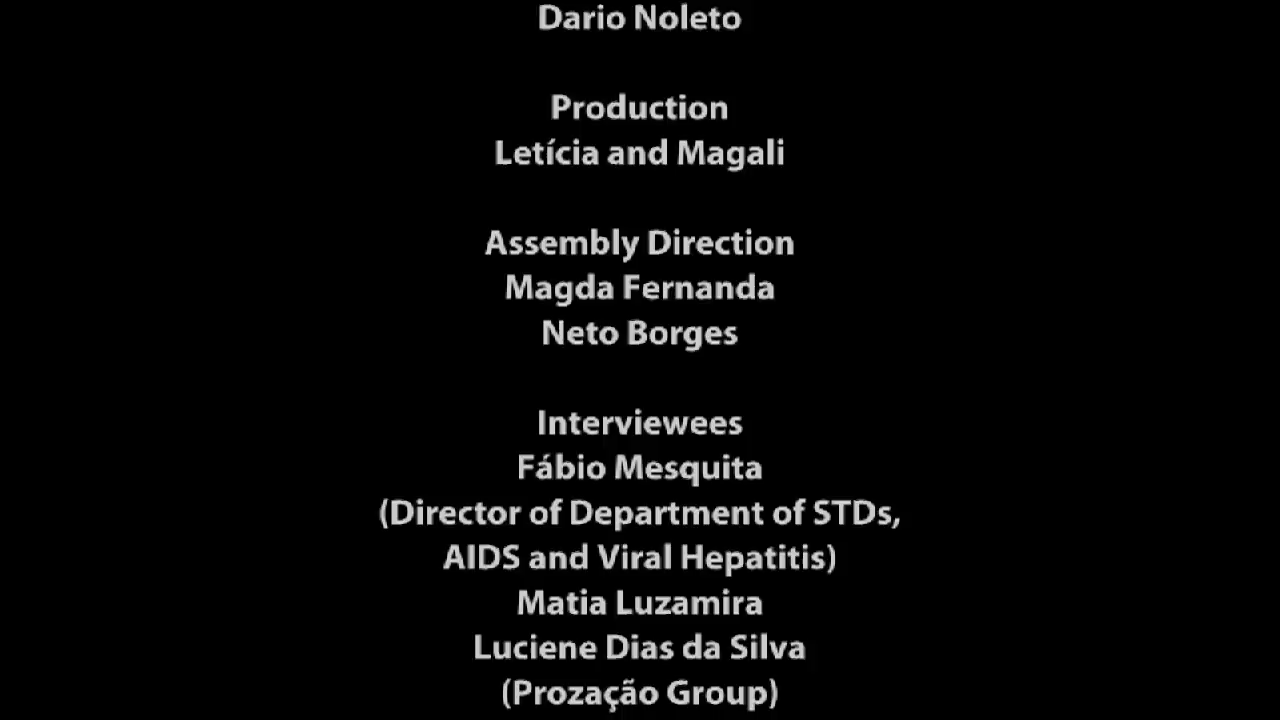 Dario Noleto
Production
Letícia and Magali
Assembly Direction
Magda Fernanda
Neto Borges
Interviewees
Fábio Mesquita
(Director of Department of STDs,
AIDS and Viral Hepatitis)
Matia Luzamira
Luciene Dias da Silva
(Prozação Group)